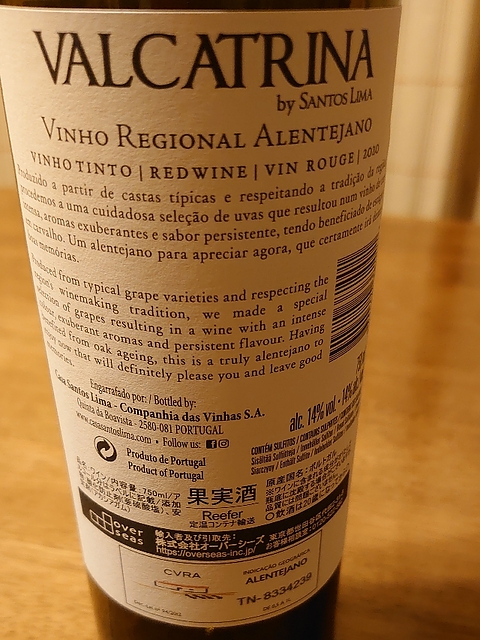 VALCATRINA
by SANTOS LIMA
VINHO REGIONAL ALENTEJANO
VINHO TINTO | RED WINE | VIN ROUGE | 2020
Produzido a partir de castas típicas e respeitando a tradição da
procedemos a uma cuidadosa seleção de uvas que resultou num vinho de
intensa, aromas exuberantes e sabor persistente, tendo beneficiado de
em carvalho. Um alentejano para apreciar agora, que certamente irá
boas memórias.
Produced from typical grape varieties and respecting the
region's winemaking tradition, we made a special
selection of grapes resulting in a wine with an intense
colour, exuberant aromas and persistent flavour. Having
benefited from oak ageing, this is a truly alentejano to
enjoy now that will definitely please you and leave good
memories.
Engarrafado por: / Bottled by:
Casa Santos Lima - Companhia das Vinhas S.A.
Quinta da Boavista - 2580-081 PORTUGAL
www.casasantoslima.com • Follow us:
alc. 14% vol
CONTÉM SULFITOS / CONTAINS SULPHITES
Produto de Portugal
Product of Portugal
果実酒
Reefer
定温コンテナ輸送
over
seas
輸入者及び引取先:
株式会社オーバーシーズ
https://overseas-inc.jp/
CVRA
INDICAÇÃO GEOGRÁFICA
ALENTEJANO
TN- 8334239